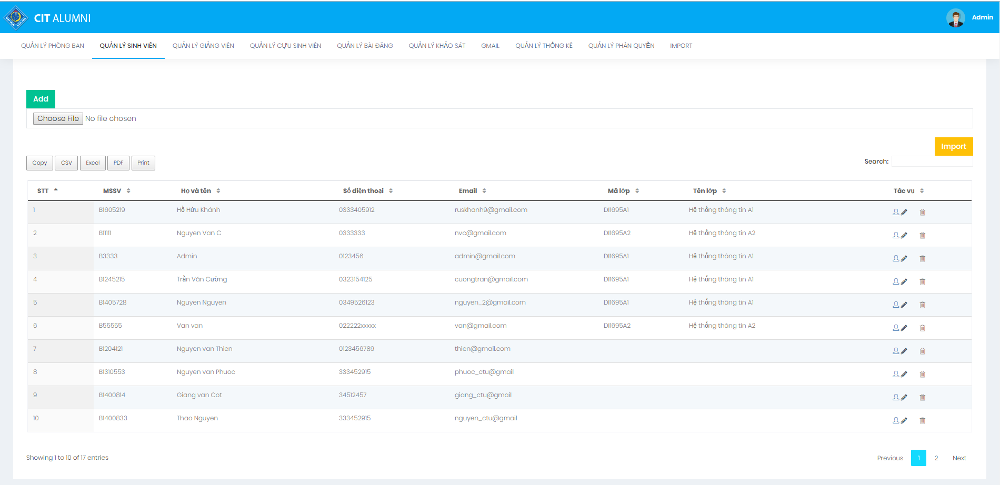 CIT ALUMNI
Admin
QUẢN LÝ PHÒNG BAN QUẢN LÝ SINH VIÊN QUẢN LÝ GIẢNG VIÊN QUẢN LÝ CỰU SINH VIÊN QUẢN LÝ BÀI ĐĂNG QUẢN LÝ KHẢO SÁT GMAIL QUẢN LÝ THỐNG KÊ QUẢN LÝ PHÂN QUYỀN IMPORT
Add
Choose File No file chosen
Import
Copy CSV Excel PDF Print
Search:
STT MSSV Họ và tên Số điện thoại Email Mã lớp Tên lớp Tác vụ
1 B1605219 Hồ Hữu Khánh 0333405912 ruskhanh9@gmail.com DI1695A1 Hệ thống thông tin A1
2 B11111 Nguyen Van C 0333333 nvc@gmail.com DI1695A2 Hệ thống thông tin A2
3 B3333 Admin 0123456 admin@gmail.com DI1695A1 Hệ thống thông tin A1
4 B1245215 Trần Văn Cường 0323154125 cuongtran@gmail.com DI1695A1 Hệ thống thông tin A1
5 B1405728 Nguyen Nguyen 0349526123 nguyen_2@gmail.com DI1695A1 Hệ thống thông tin A1
6 B55555 Van van 022222xxxxx van@gmail.com DI1695A2 Hệ thống thông tin A2
7 B1204121 Nguyen van Thien 0123456789 thien@gmail.com
8 B1310553 Nguyen van Phuoc 333452915 phuoc_ctu@gmail
9 B1400814 Giang van Cot 34512457 giang_ctu@gmail
10 B1400833 Thao Nguyen 333452915 nguyen_ctu@gmail
Showing 1 to 10 of 17 entries
Previous 1 2 Next